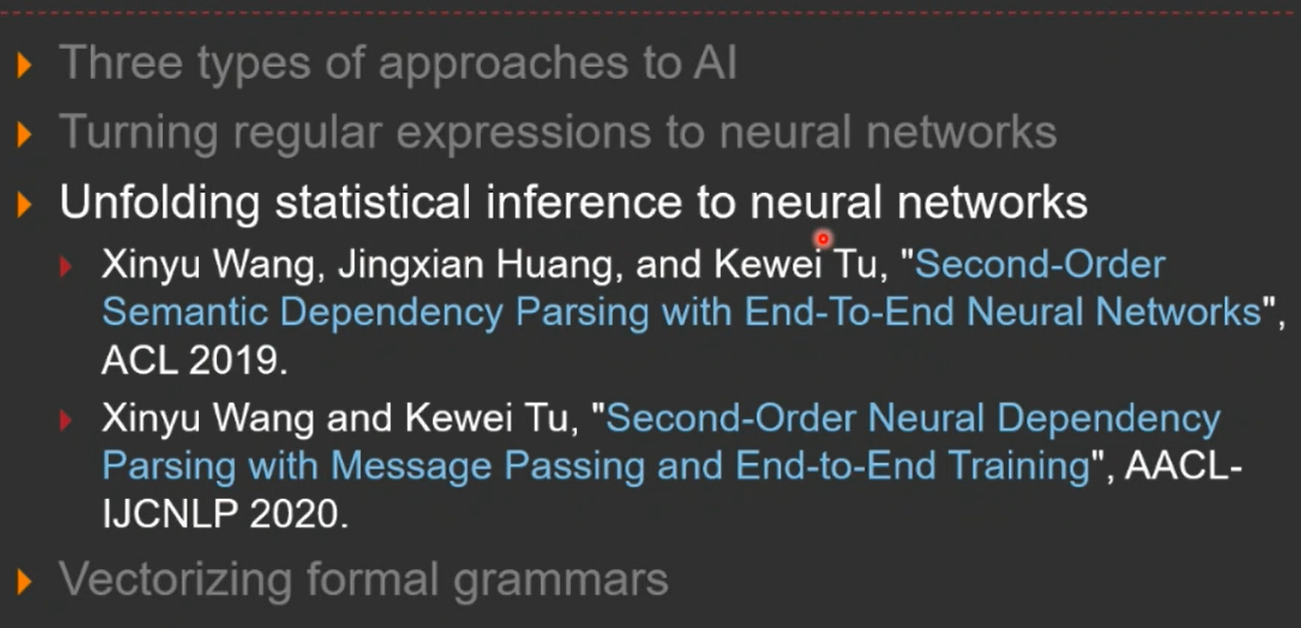 Three types of approaches to AI
Turning regular expressions to neural networks
Unfolding statistical inference to neural networks
Xinyu Wang, Jingxian Huang, and Kewei Tu, "Second-Order
Semantic Dependency Parsing with End-To-End Neural Networks",
ACL 2019.
Xinyu Wang and Kewei Tu, "Second-Order Neural Dependency
Parsing with Message Passing and End-to-End Training", AACL-
IJCNLP 2020.
Vectorizing formal grammars